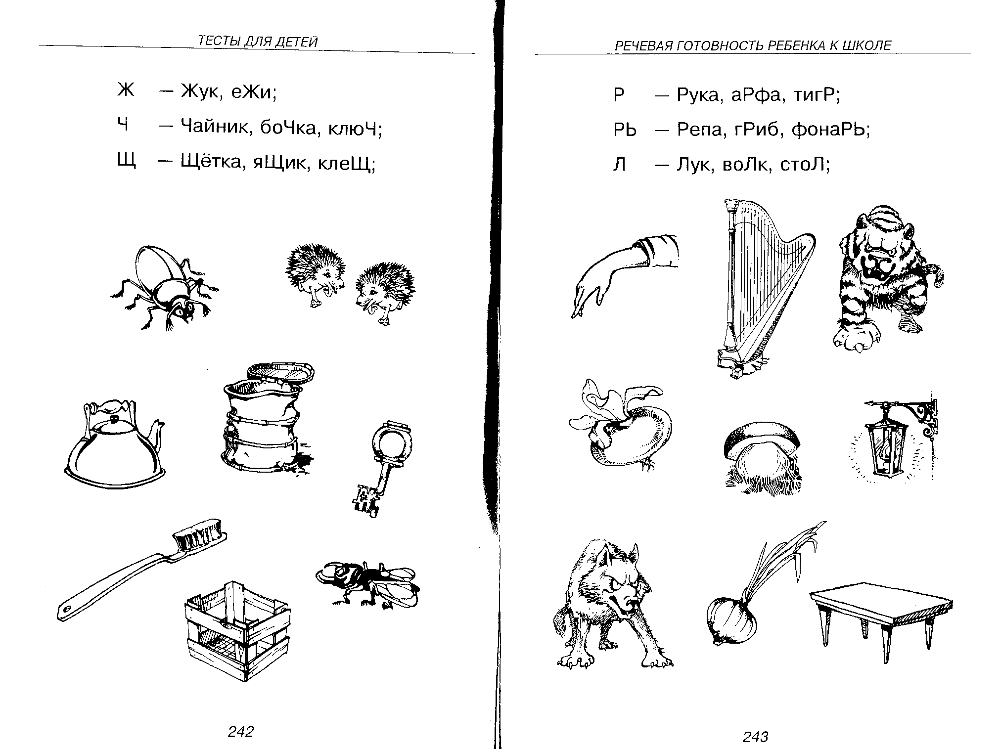 ТЕСТЫ ДЛЯ ДЕТЕЙ
Ж — Жук, еЖи;
Ч — Чайник, боЧка, клюЧ;
Щ — Щётка, яЩик, клеЩ;
242
РЕЧЕВАЯ ГОТОВНОСТЬ РЕБЕНКА К ШКОЛЕ
Р — Рука, аРфа, тигР;
РЬ — Репа, гРиб, фонаРЬ;
Л — Лук, воЛк, стоЛ;
243